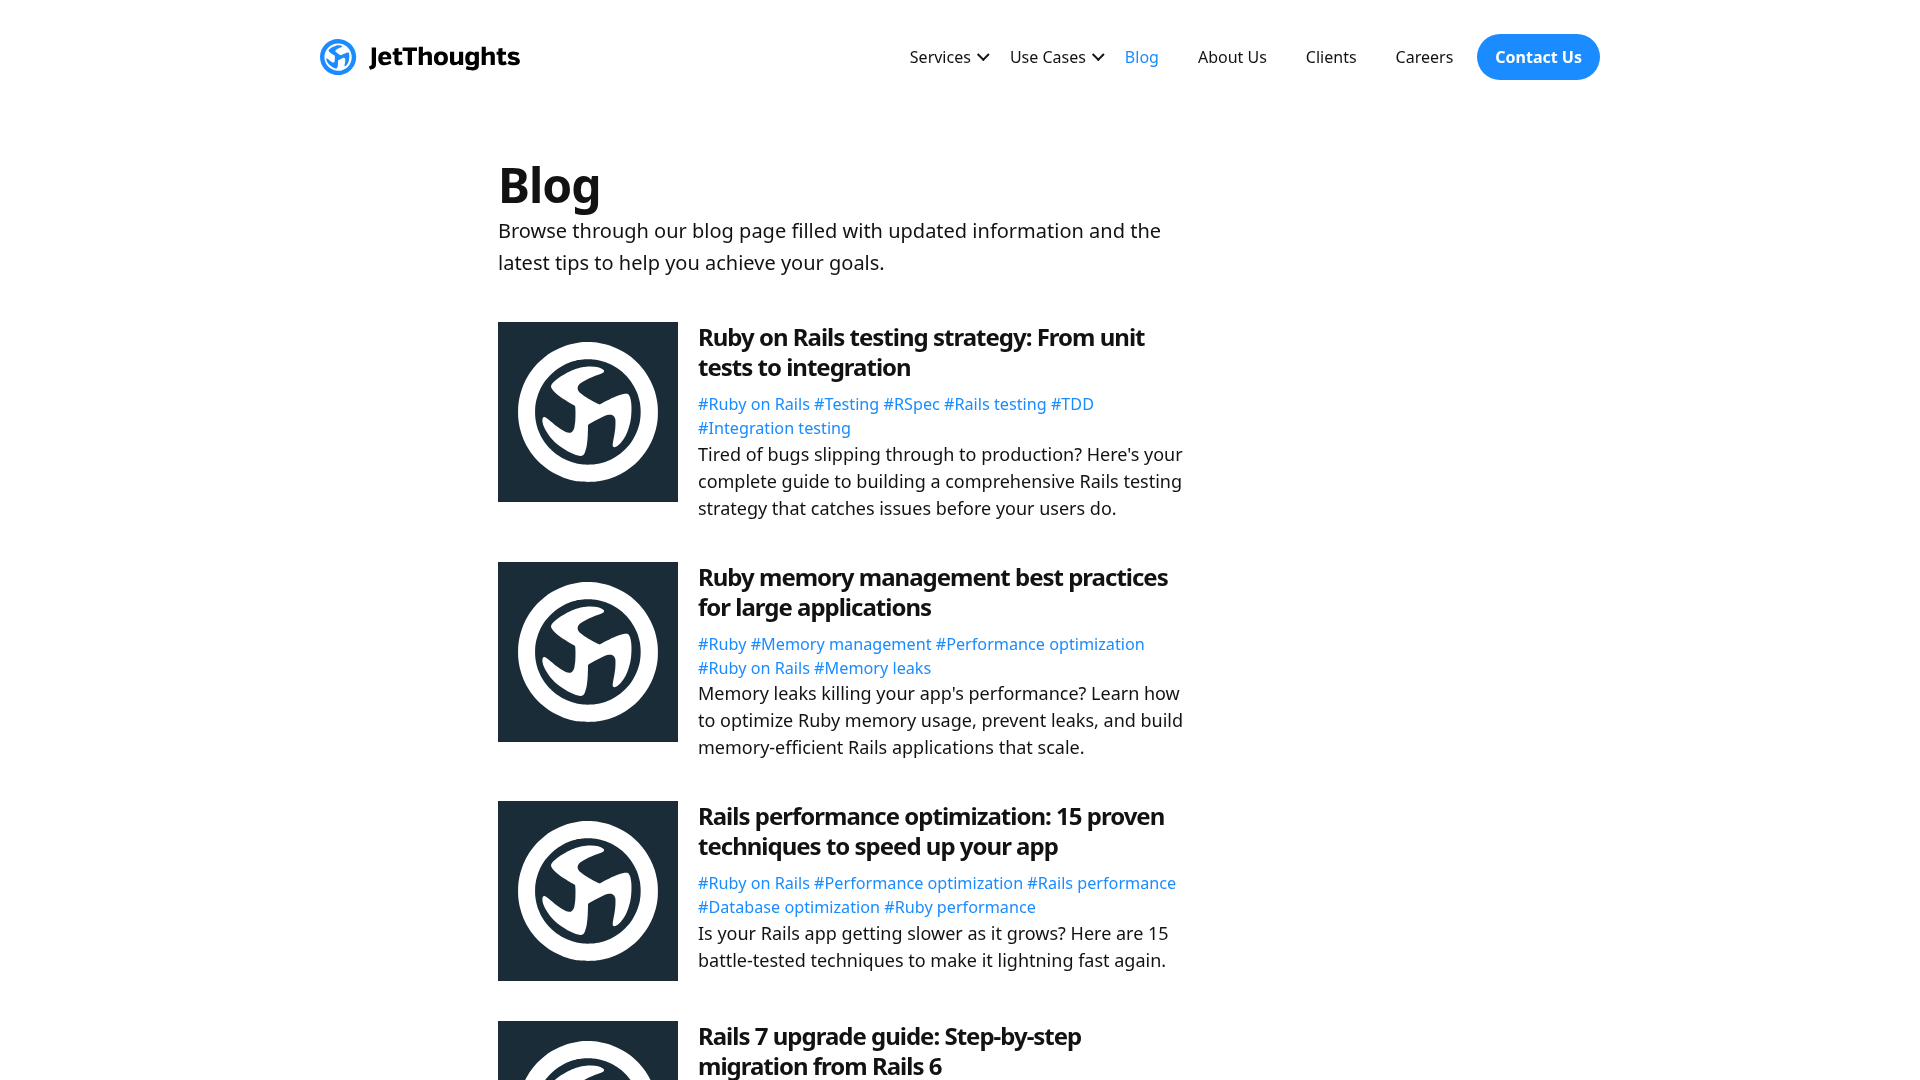 JetThoughts
Services Use Cases Blog About Us Clients Careers Contact Us
Blog
Browse through our blog page filled with updated information and the
latest tips to help you achieve your goals.
Ruby on Rails testing strategy: From unit
tests to integration
#Ruby on Rails #Testing #RSpec #Rails testing #TDD
#Integration testing
Tired of bugs slipping through to production? Here's your
complete guide to building a comprehensive Rails testing
strategy that catches issues before your users do.
Ruby memory management best practices
for large applications
#Ruby #Memory management #Performance optimization
#Ruby on Rails #Memory leaks
Memory leaks killing your app's performance? Learn how
to optimize Ruby memory usage, prevent leaks, and build
memory-efficient Rails applications that scale.
Rails performance optimization: 15 proven
techniques to speed up your app
#Ruby on Rails #Performance optimization #Rails performance
#Database optimization #Ruby performance
Is your Rails app getting slower as it grows? Here are 15
battle-tested techniques to make it lightning fast again.
Rails 7 upgrade guide: Step-by-step
migration from Rails 6